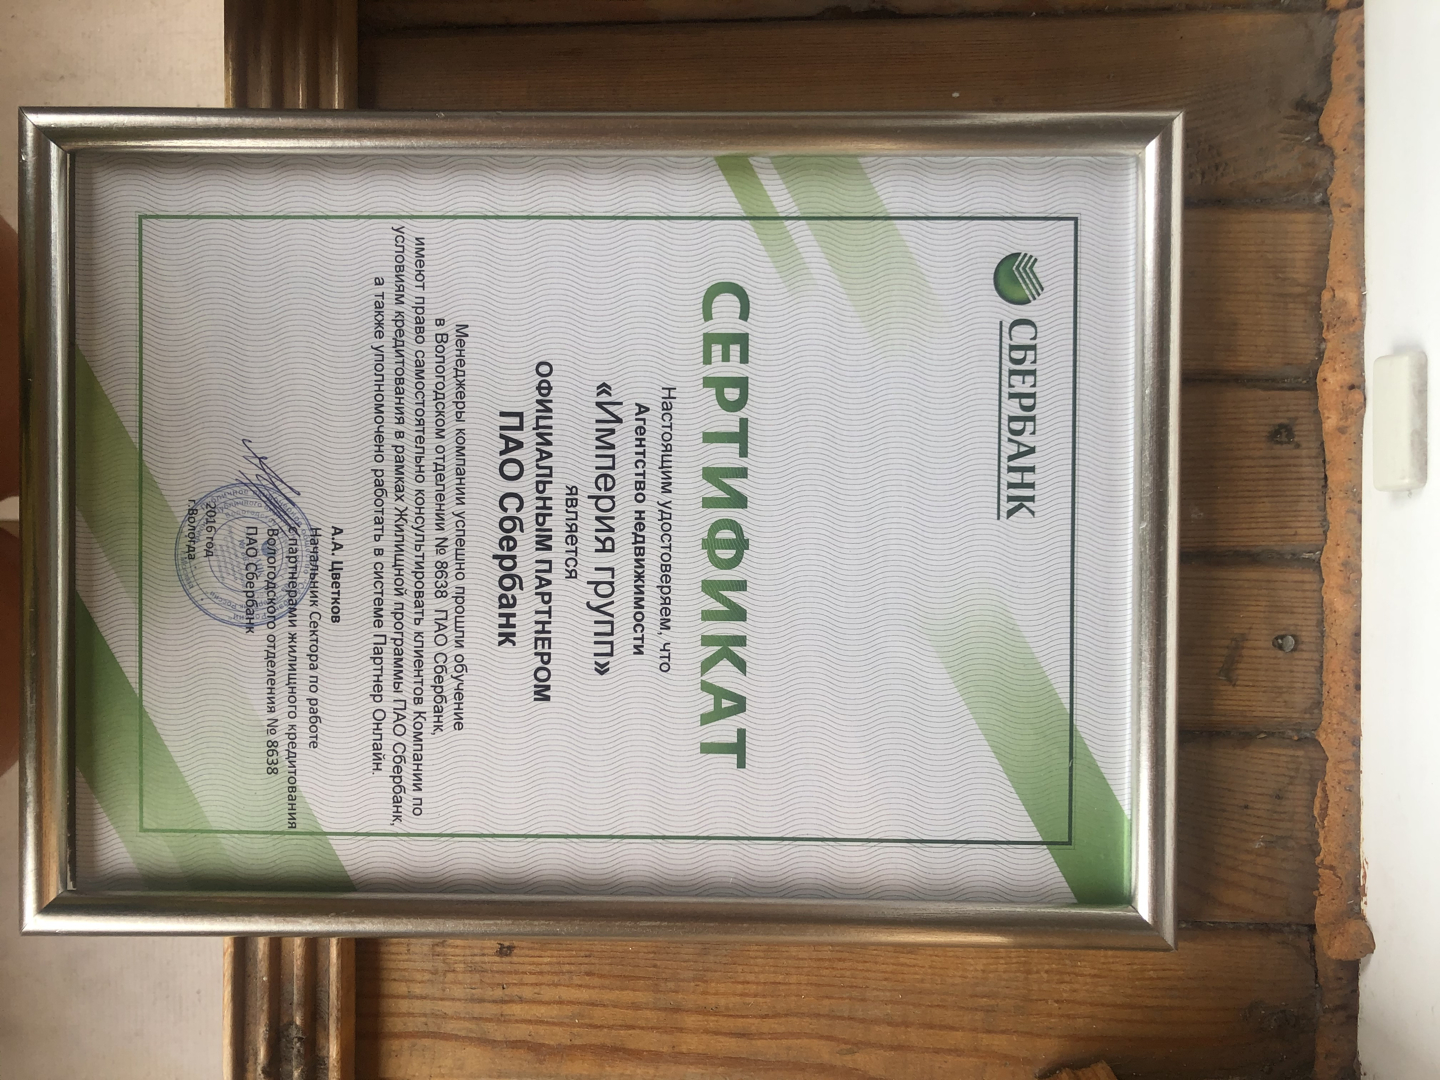 СБЕРБАНК
СЕРТИФИКАТ
Настоящим удостоверяем, что
Агентство недвижимости
«Империя групп»
является
ОФИЦИАЛЬНЫМ ПАРТНЕРОМ
ПАО Сбербанк
Менеджеры компании успешно прошли обучение
в Вологодском отделении № 8638 ПАО Сбербанк,
имеют право самостоятельно консультировать клиентов Компании по
условиям кредитования в рамках Жилищной программы ПАО Сбербанк,
а также уполномочено работать в системе Партнер Онлайн.
А.А. Цветков
Начальник Сектора по работе
с партнерами жилищного кредитования
Вологодского отделения № 8638
ПАО Сбербанк
2016 год
г.Вологда